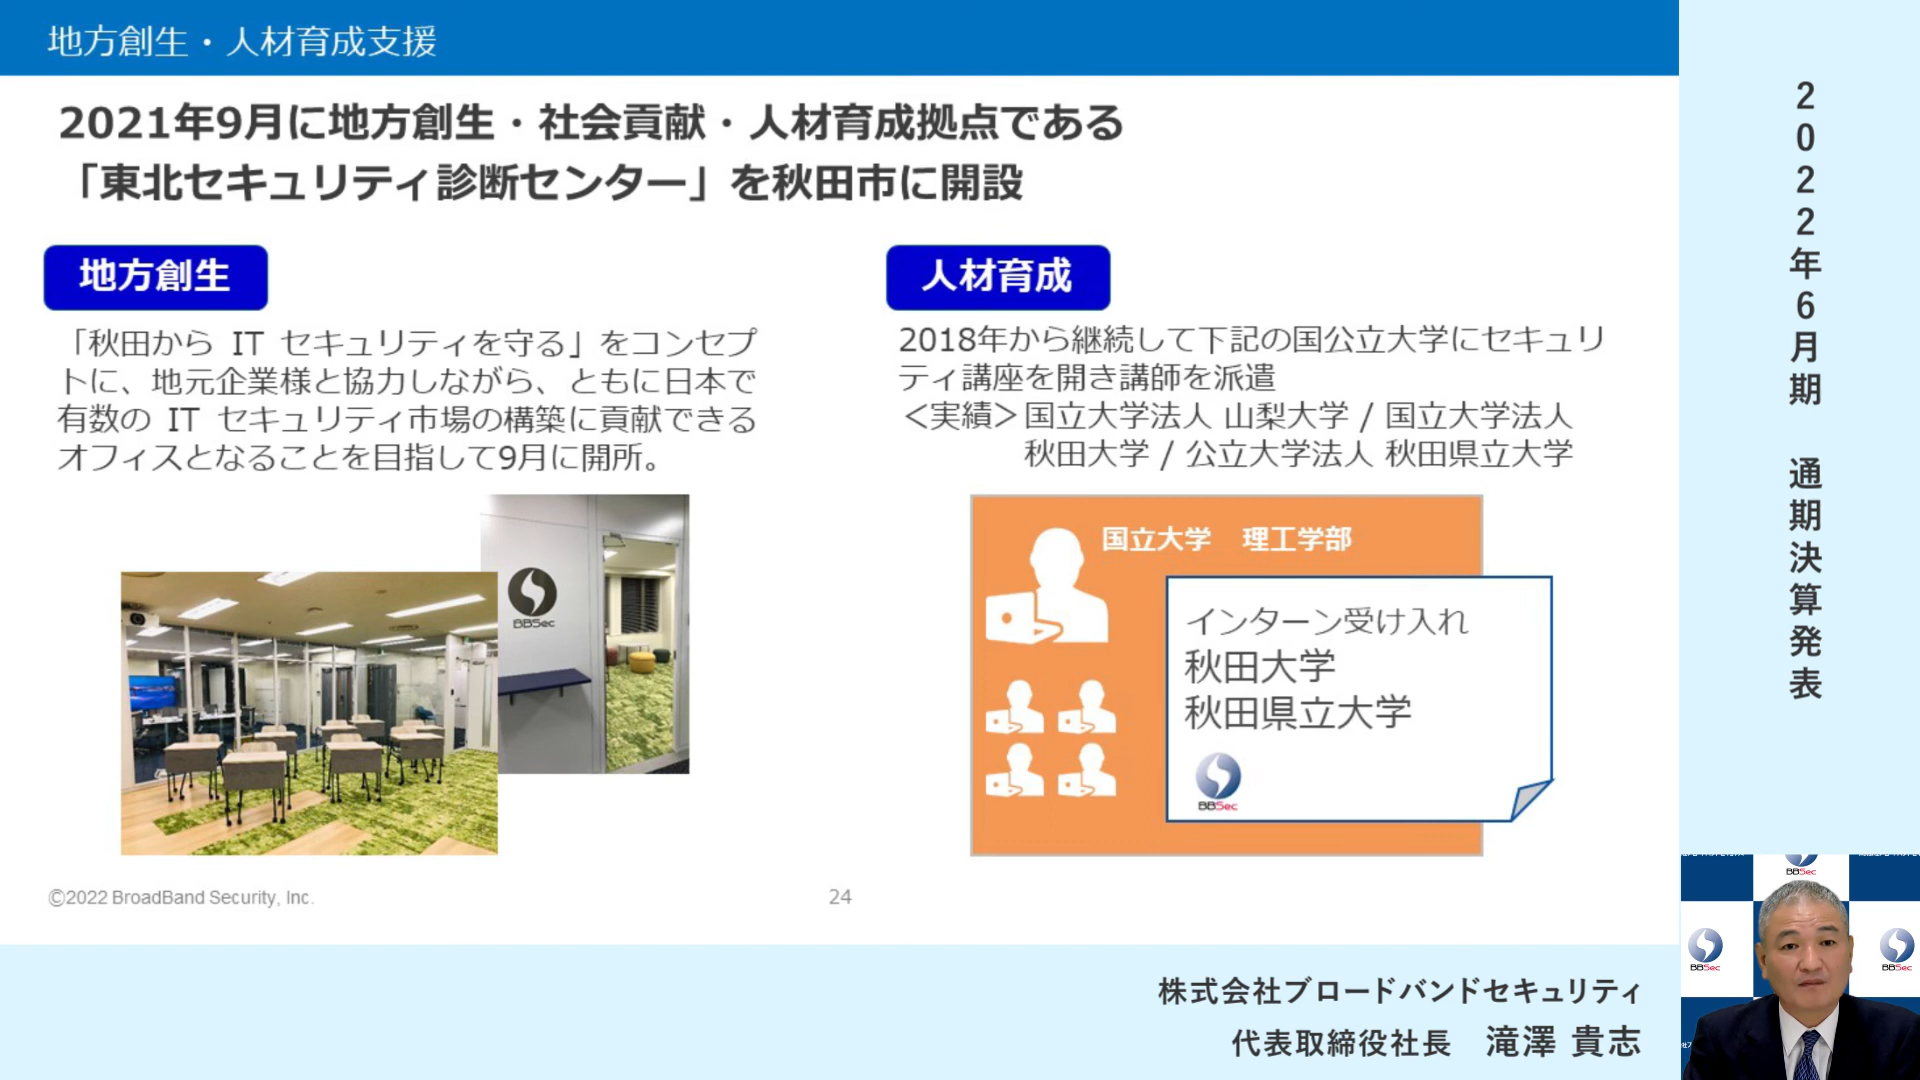 地方創生・人材育成支援
2021年9月に地方創生・社会貢献・人材育成拠点である
「東北セキュリティ診断センター」を秋田市に開設
地方創生
「秋田から IT セキュリティを守る」をコンセプ
トに、地元企業様と協力しながら、ともに日本で
有数の IT セキュリティ市場の構築に貢献できる
オフィスとなることを目指して9月に開所。
BBSec
人材育成
2018年から継続して下記の国公立大学にセキュリ
ティ講座を開き講師を派遣
＜実績＞国立大学法人 山梨大学 / 国立大学法人
秋田大学 / 公立大学法人 秋田県立大学
国立大学　理工学部
インターン受け入れ
秋田大学
秋田県立大学
BBSec
©2022 BroadBand Security, Inc.
24
2022年6月期　通期決算発表
BBSec
BBSec
BBSec
株式会社ブロードバンドセキュリティ
代表取締役社長　滝澤 貴志